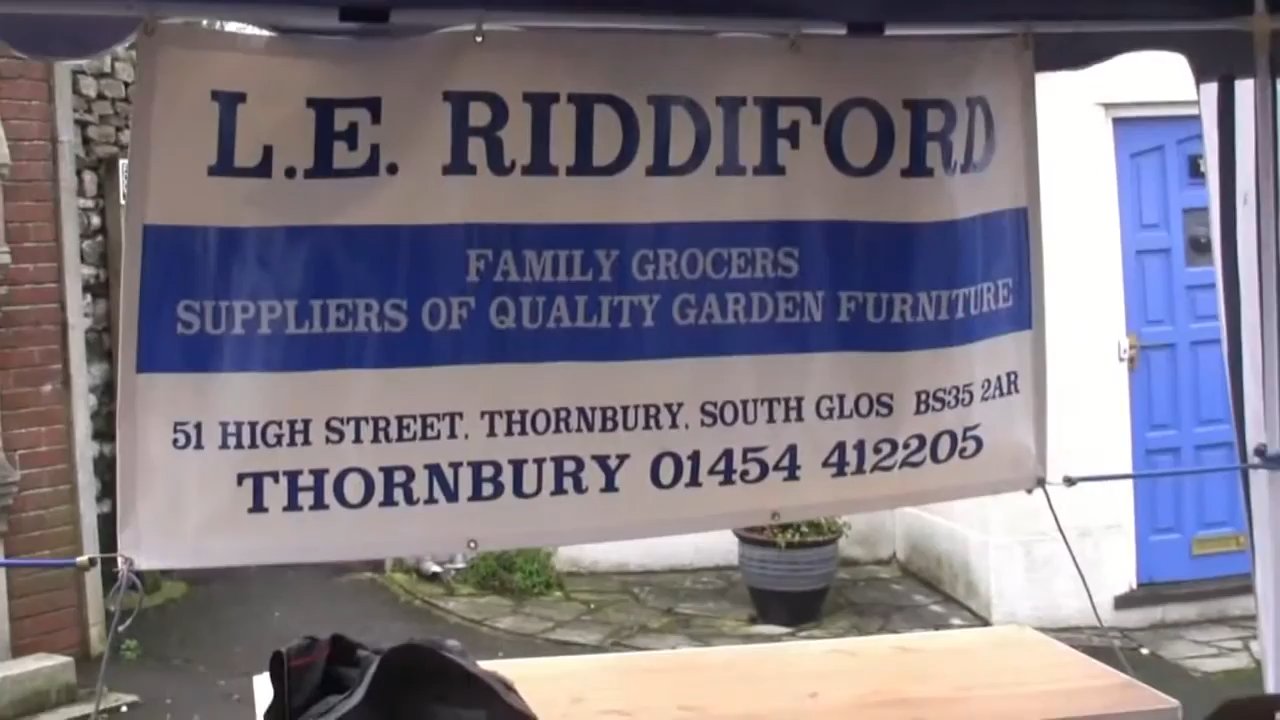 L.E. RIDDIFORD
FAMILY GROCERS
SUPPLIERS OF QUALITY GARDEN FURNITURE
51 HIGH STREET, THORNBURY, SOUTH GLOS BS35 2AR
THORNBURY 01454 412205